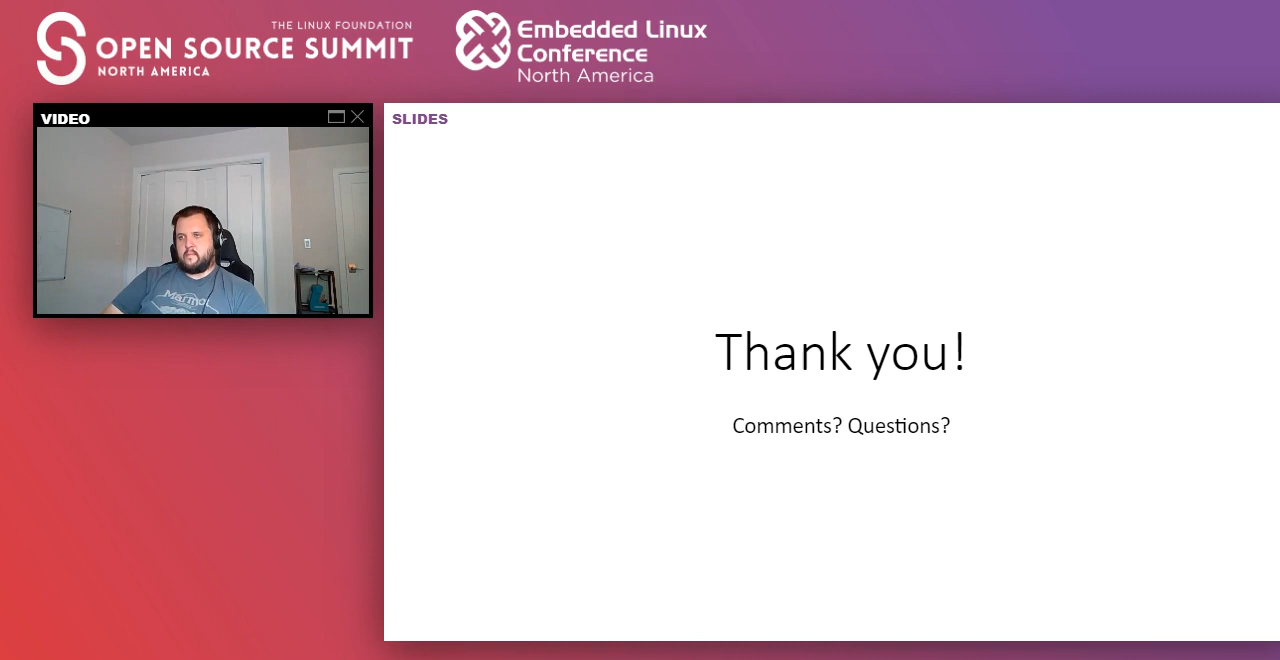 THE LINUX FOUNDATION
OPEN SOURCE SUMMIT
NORTH AMERICA
Embedded Linux
Conference
North America
VIDEO
SLIDES
Marmot
Thank you!
Comments? Questions?